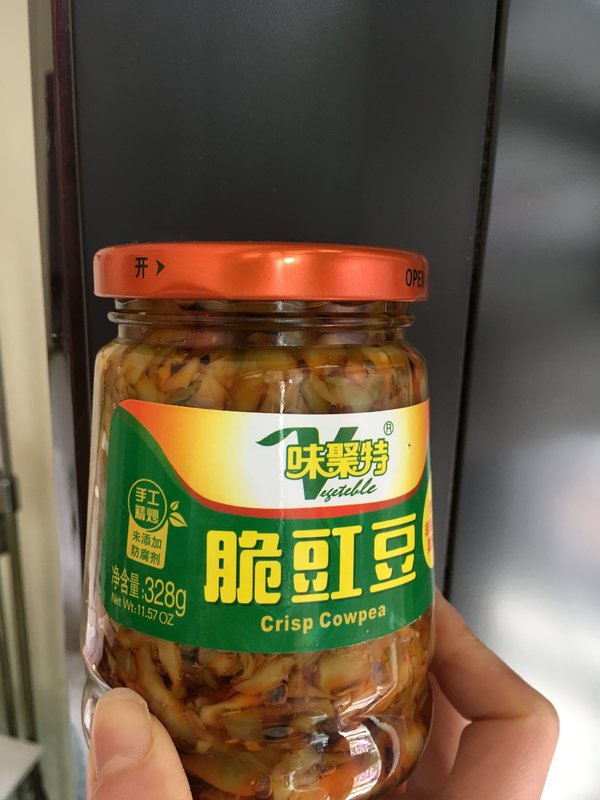 开
OPEN
味聚特®
Vegeteble
手工
精炒
未添加
防腐剂
脆豇豆
净含量:328g
Net Wt:11.57OZ
Crisp Cowpea